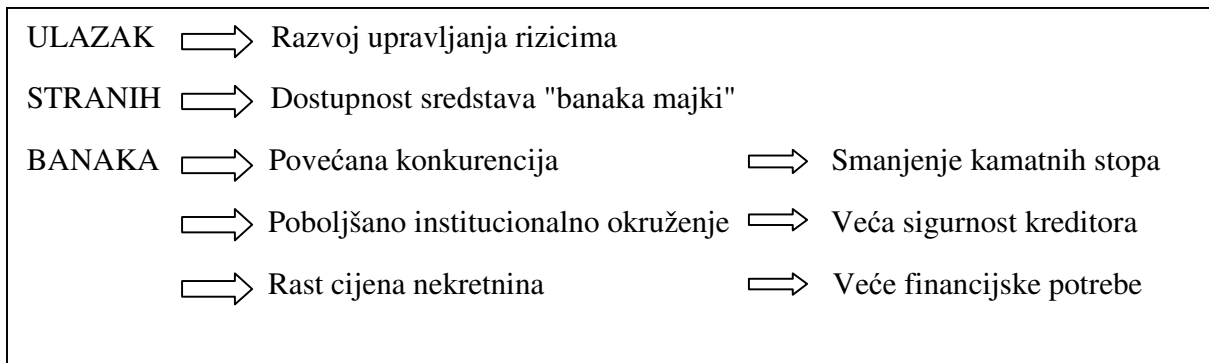 ULAZAK Razvoj upravljanja rizicima
STRANIH Dostupnost sredstava "banaka majki"
BANAKA Povećana konkurencija Smanjenje kamatnih stopa
Poboljšano institucionalno okruženje Veća sigurnost kreditora
Rast cijena nekretnina Veće financijske potrebe